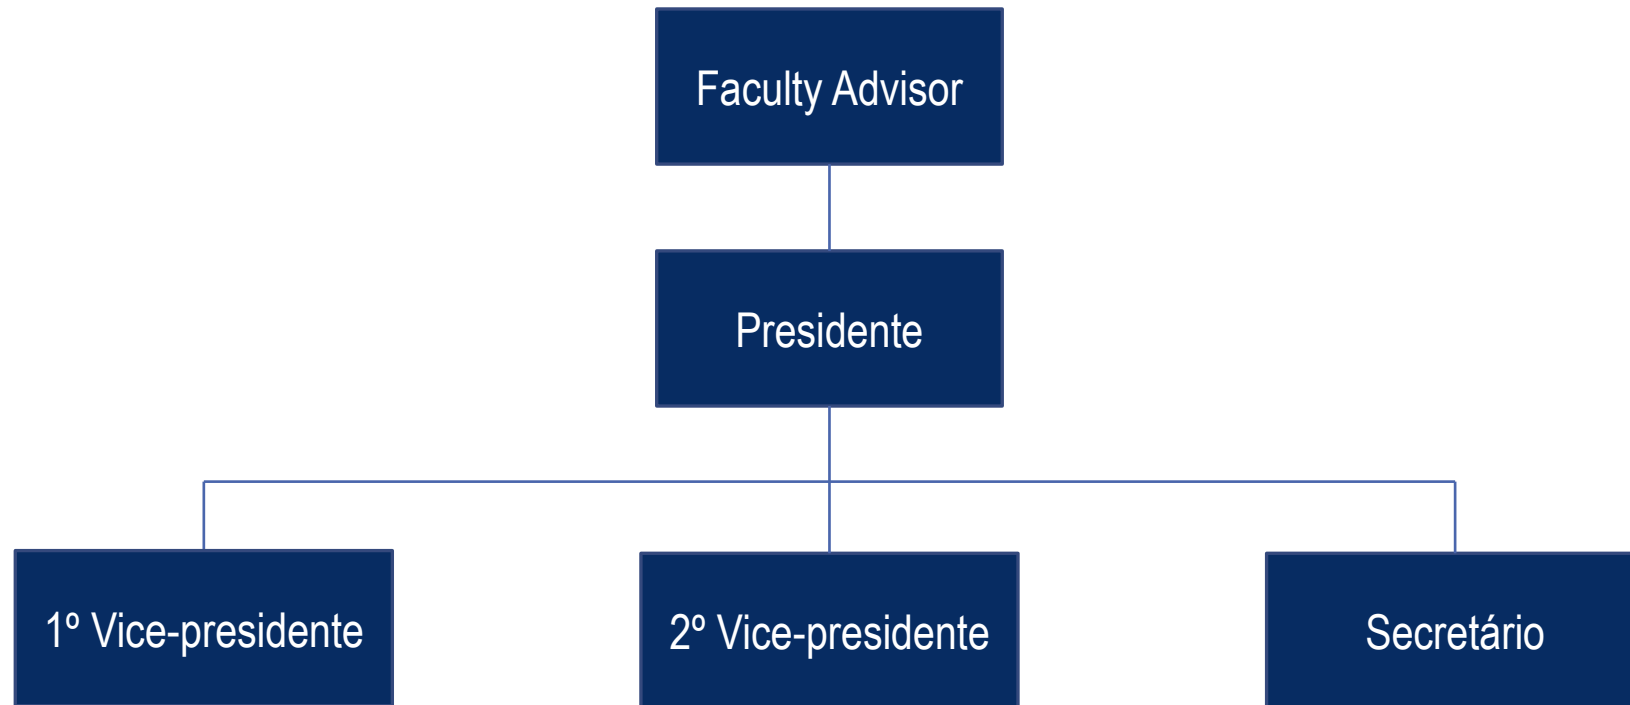 Faculty Advisor
Presidente
1º Vice-presidente
2º Vice-presidente
Secretário